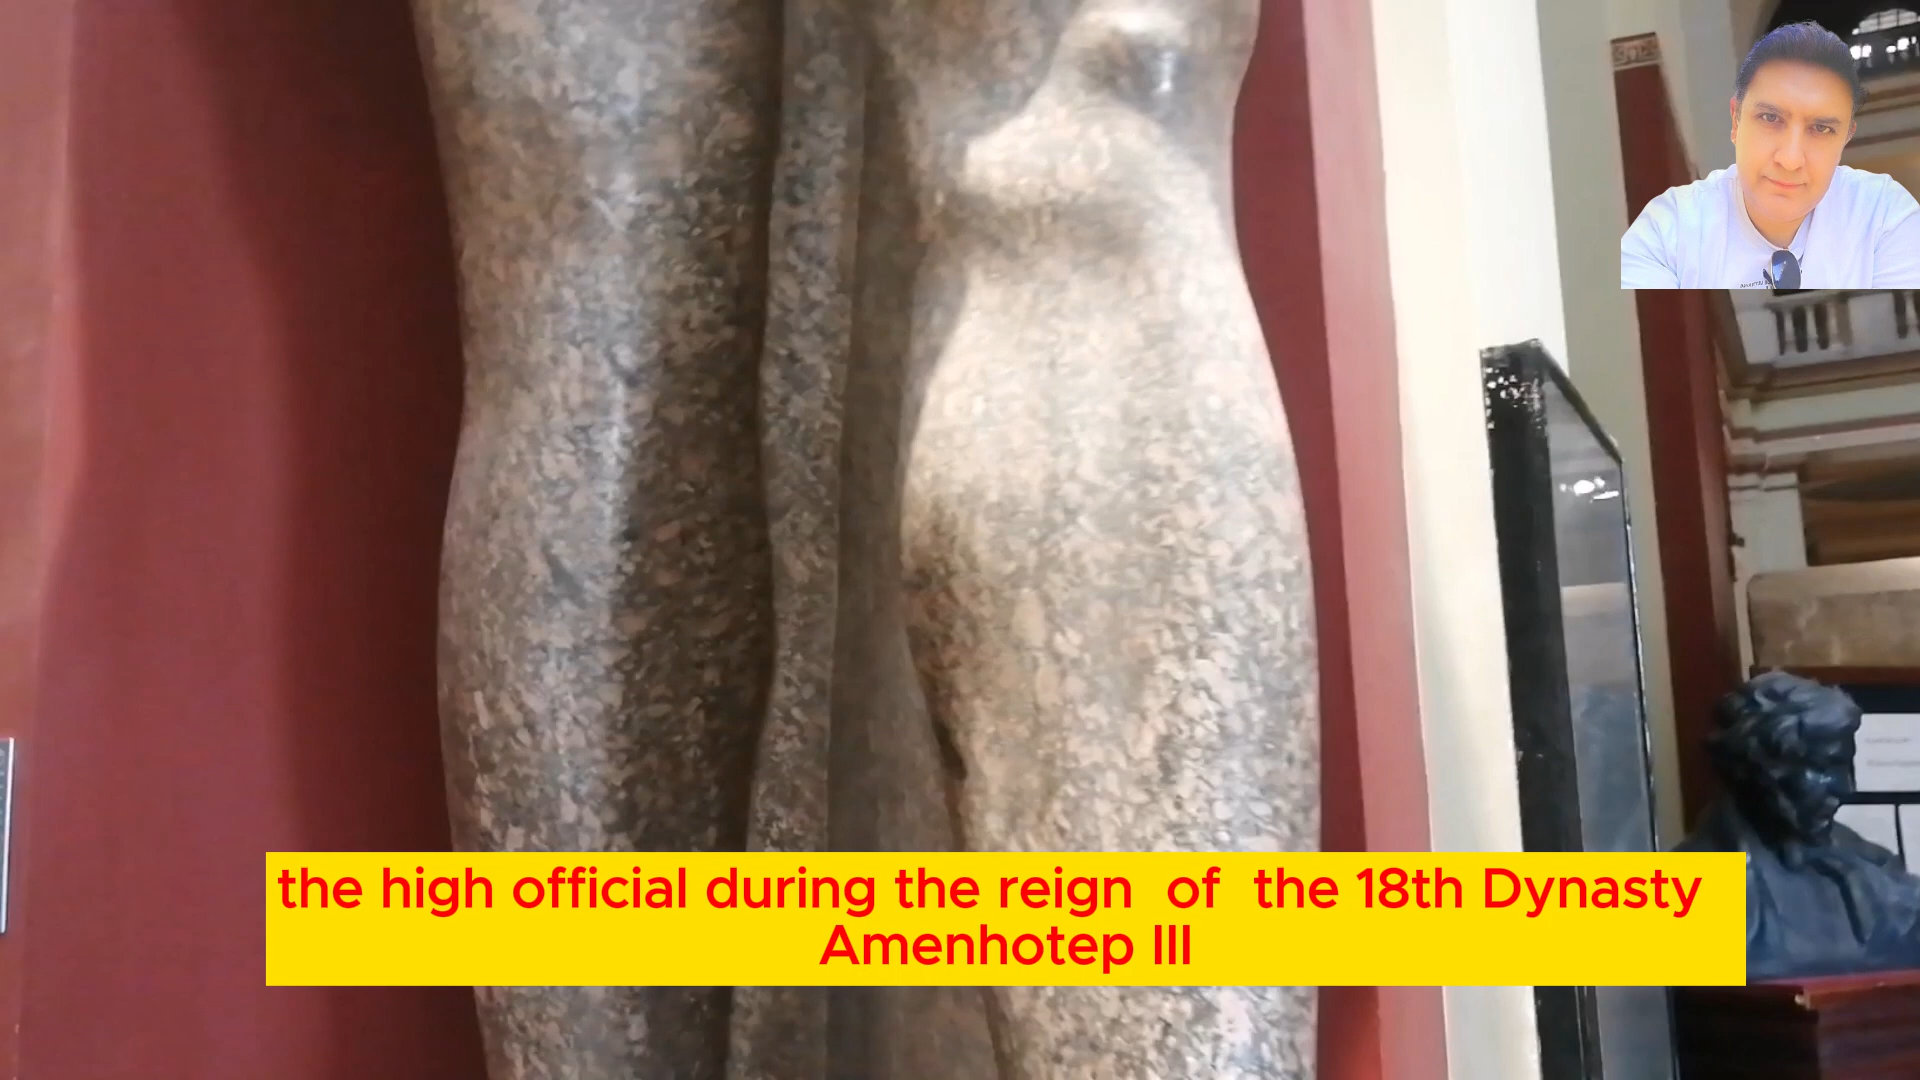 the high official during the reign of the 18th Dynasty
Amenhotep III